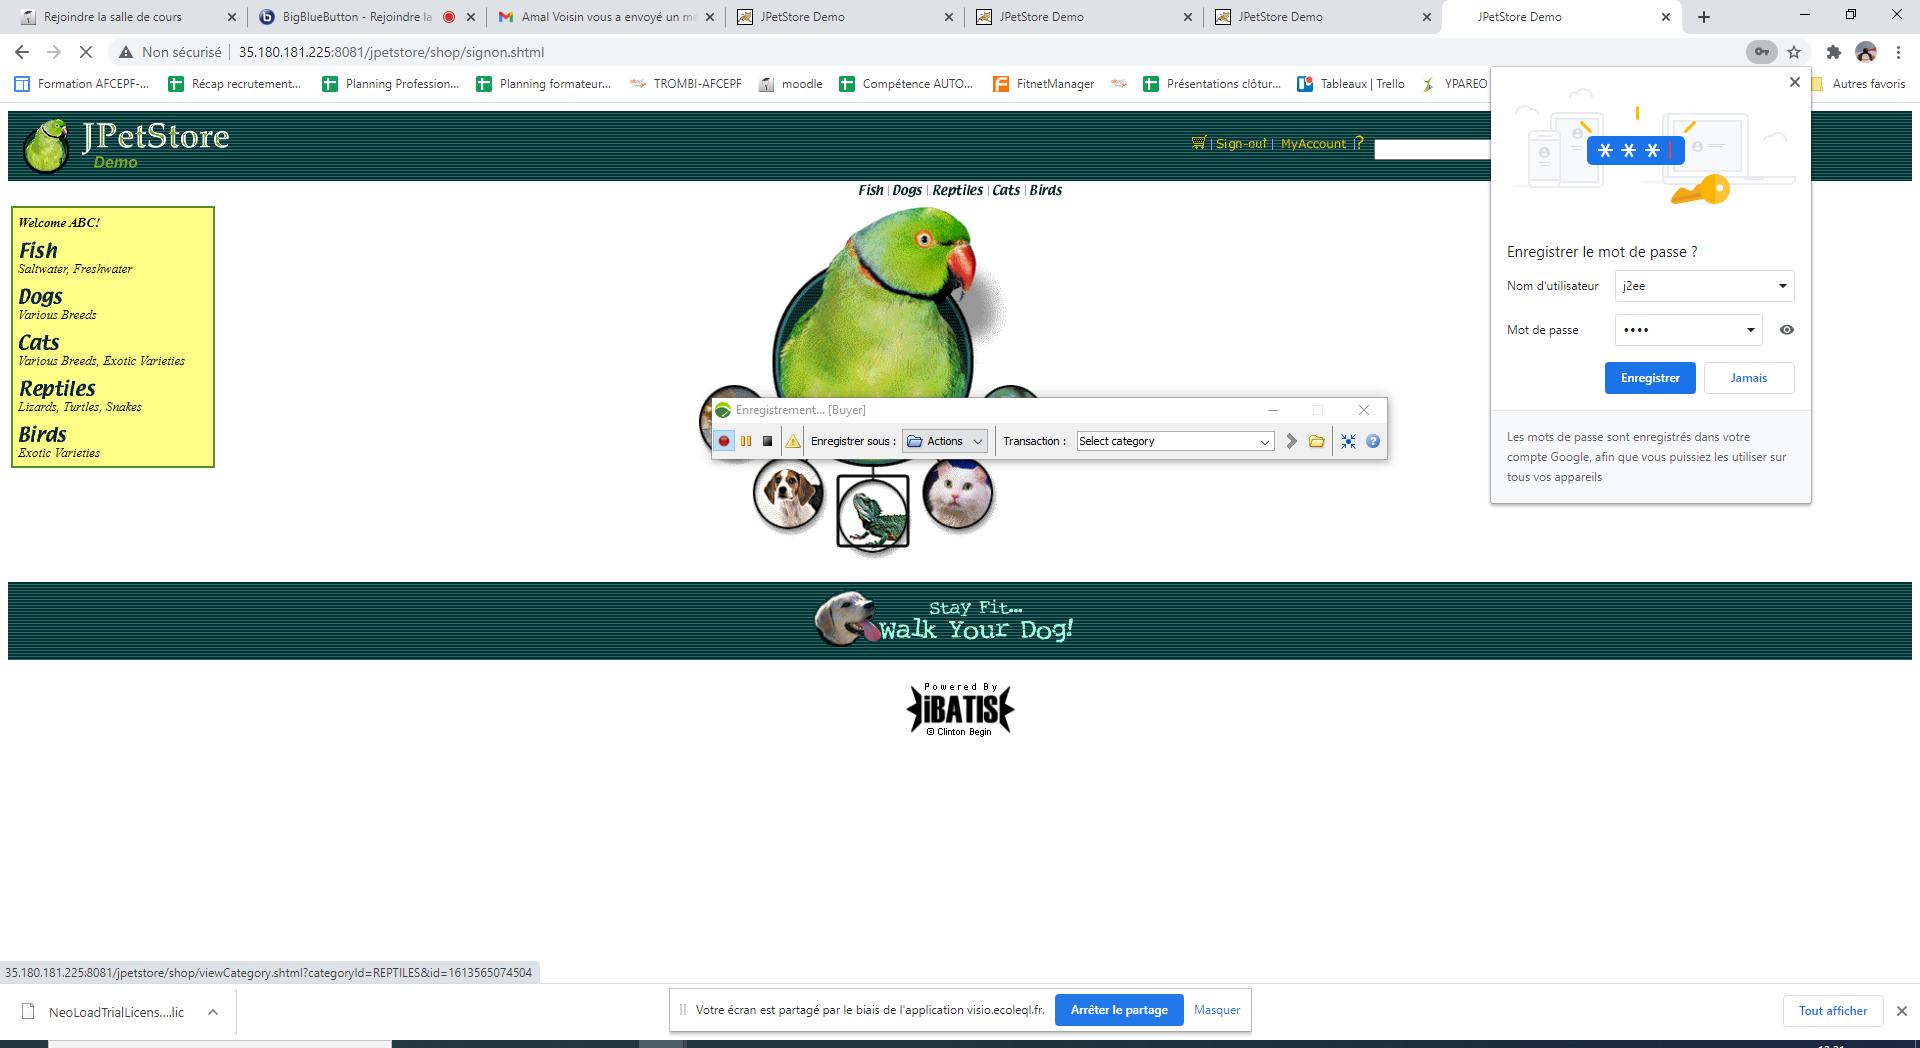 Rejoindre la salle de cours
BigBlueButton - Rejoindre la
Amal Voisin vous a envoyé un me
JPetStore Demo
JPetStore Demo
JPetStore Demo
JPetStore Demo
Non sécurisé
35.180.181.225:8081/jpetstore/shop/signon.shtml
Formation AFCEPF-...
Récap recrutement...
Planning Profession...
Planning formateur...
TROMBI-AFCEPF
moodle
Compétence AUTO...
FitnetManager
Présentations clôtur...
Tableaux | Trello
YPAREO
Autres favoris
JPetStore
Demo
Sign-out | MyAccount | ?
Fish | Dogs | Reptiles | Cats | Birds
Welcome ABC!
Fish
Saltwater, Freshwater
Dogs
Various Breeds
Cats
Various Breeds, Exotic Varieties
Reptiles
Lizards, Turtles, Snakes
Birds
Exotic Varieties
Enregistrement... [Buyer]
Enregistrer sous :
Actions
Transaction :
Select category
* * * |
Enregistrer le mot de passe ?
Nom d'utilisateur
j2ee
Mot de passe
••••
Enregistrer
Jamais
Les mots de passe sont enregistrés dans votre
compte Google, afin que vous puissiez les utiliser sur
tous vos appareils
Stay Fit...
Walk Your Dog!
Powered By
iBATIS
© Clinton Begin
35.180.181.225:8081/jpetstore/shop/viewCategory.shtml?categoryId=REPTILES&id=1613565074504
NeoLoadTrialLicens....lic
Votre écran est partagé par le biais de l'application visio.ecoleql.fr.
Arrêter le partage
Masquer
Tout afficher